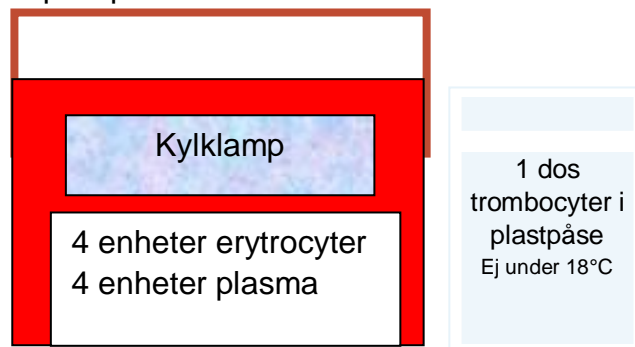 Kylklamp
4 enheter erytrocyter
4 enheter plasma
1 dos
trombocyter i
plastpåse
Ej under 18°C